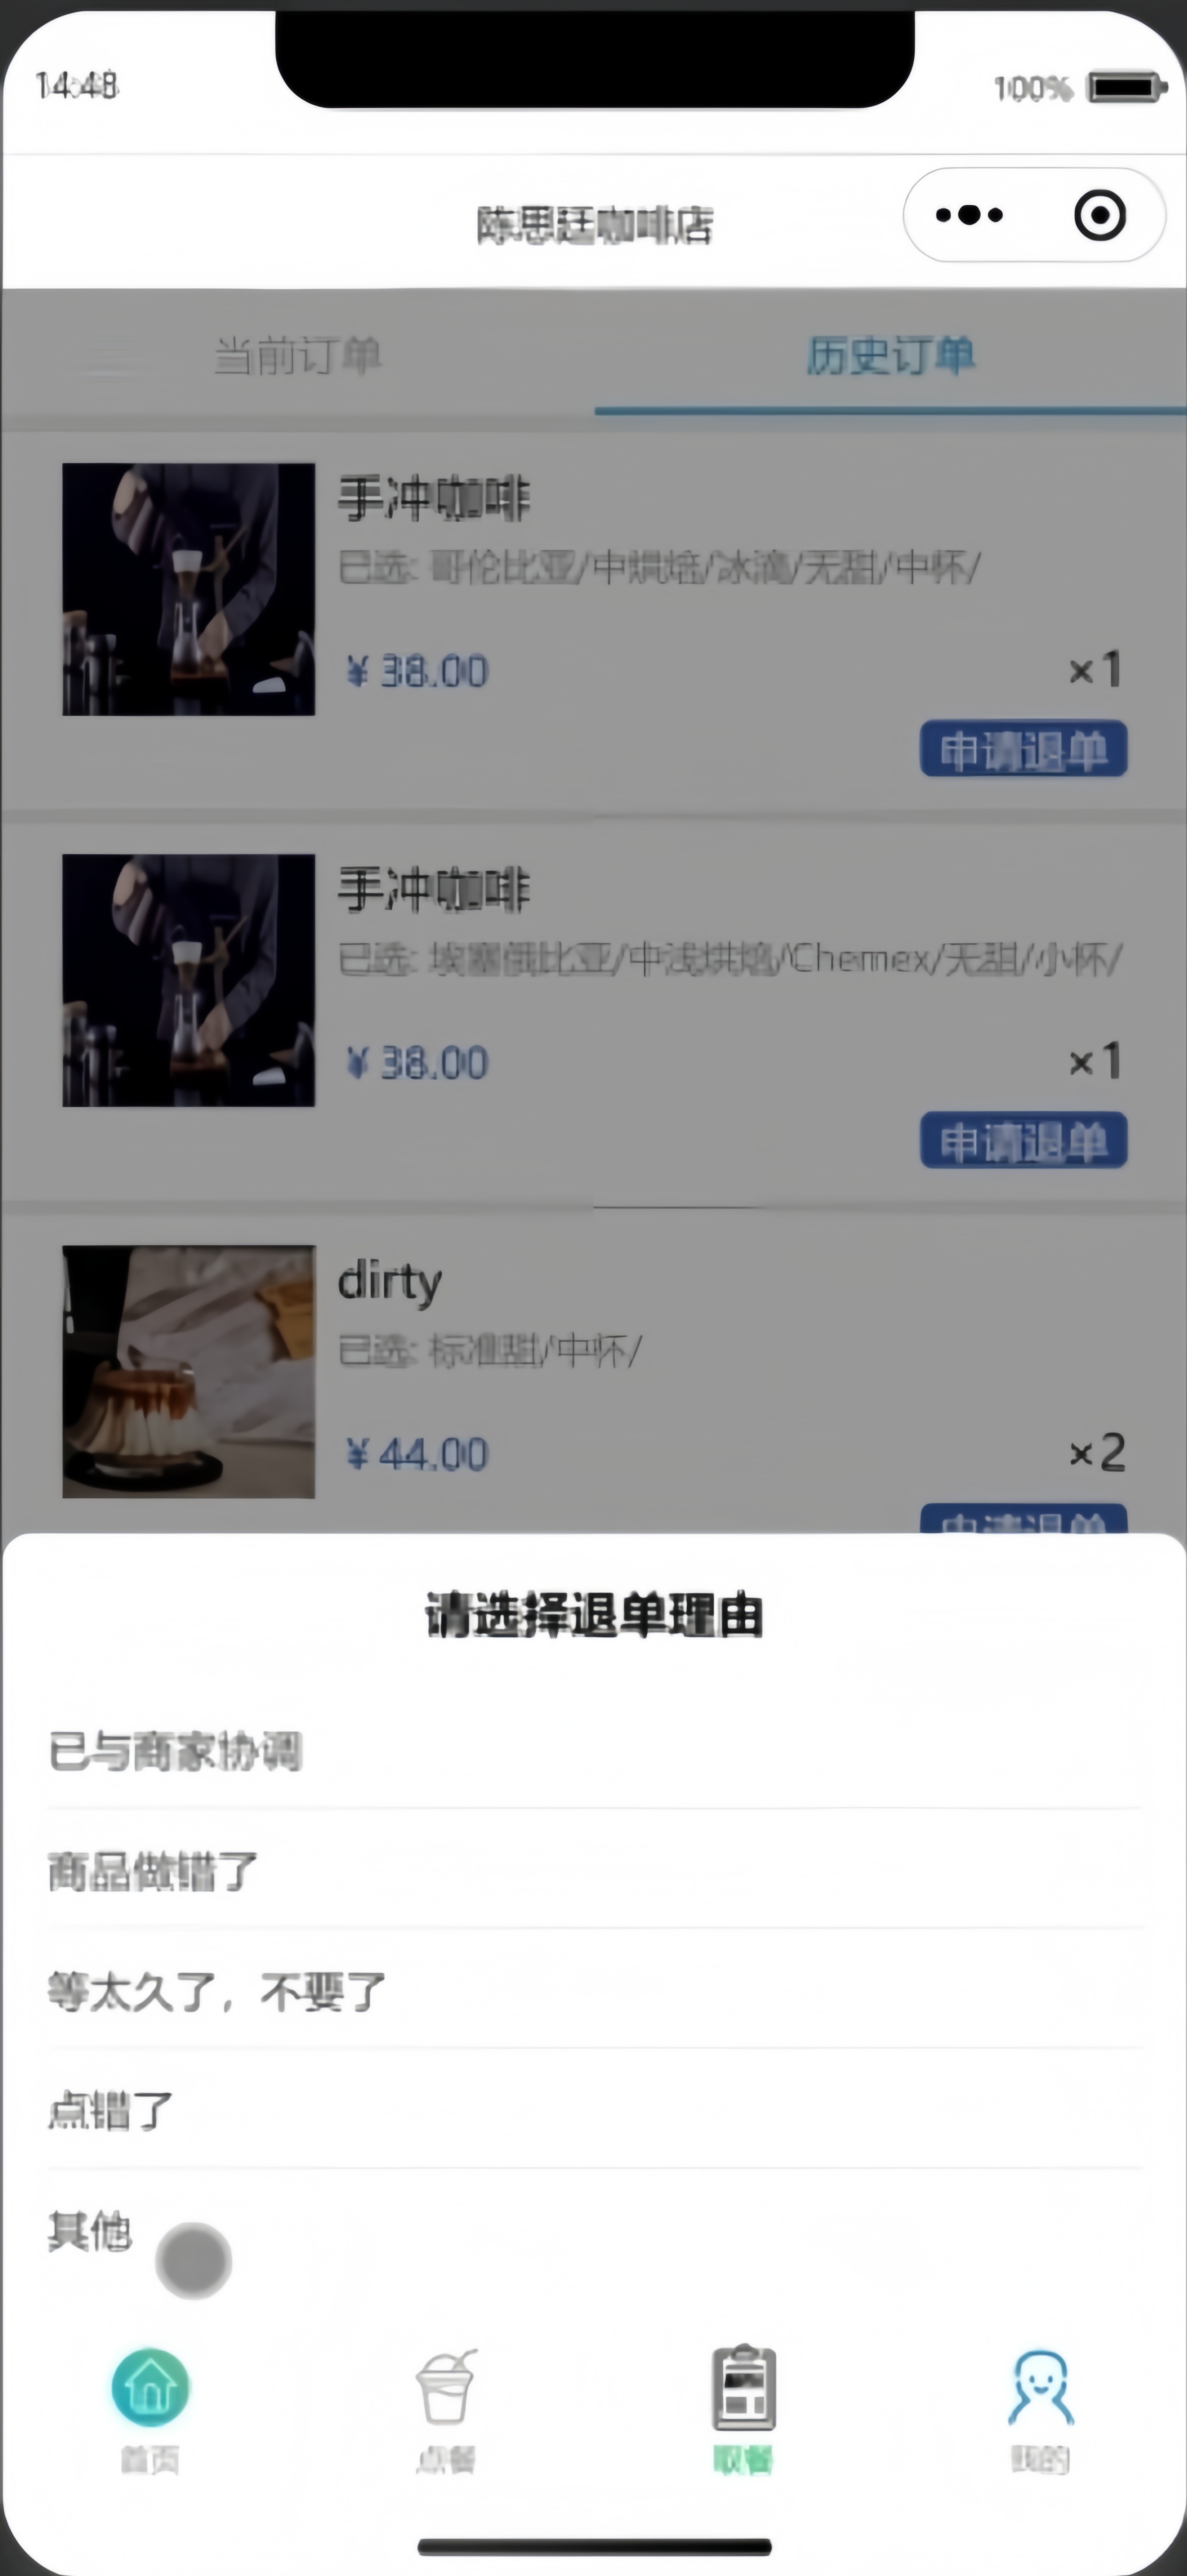 14:48
100%
陈思廷咖啡店
当前订单
历史订单
手冲咖啡
已选: 哥伦比亚/中烘焙/冰滴/无甜/中杯/
¥ 38.00
×1
申请退单
手冲咖啡
已选: 埃塞俄比亚/中浅烘焙/Chemex/无甜/小杯/
¥ 38.00
×1
申请退单
dirty
已选: 标准甜/中杯/
¥ 44.00
×2
申请退单
请选择退单理由
已与商家协调
商品做错了
等太久了，不要了
点错了
其他
首页
点餐
取餐
我的